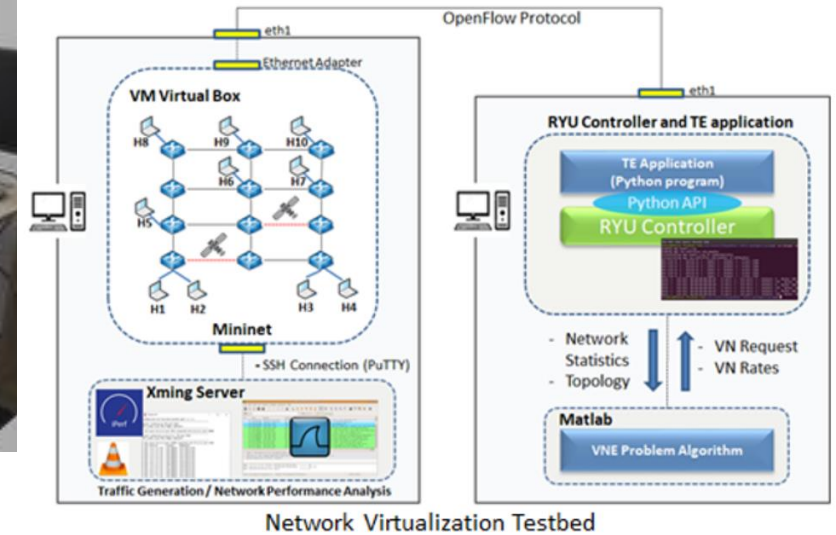 OpenFlow Protocol
eth1
Ethernet Adapter
VM Virtual Box
H8
H9
H10
H6
H7
H5
H1
H2
H3
H4
Mininet
- SSH Connection (PuTTY)
Xming Server
iPerf
Traffic Generation / Network Performance Analysis
eth1
RYU Controller and TE application
TE Application
(Python program)
Python API
RYU Controller
- Network
Statistics
- Topology
- VN Request
- VN Rates
Matlab
VNE Problem Algorithm
Network Virtualization Testbed